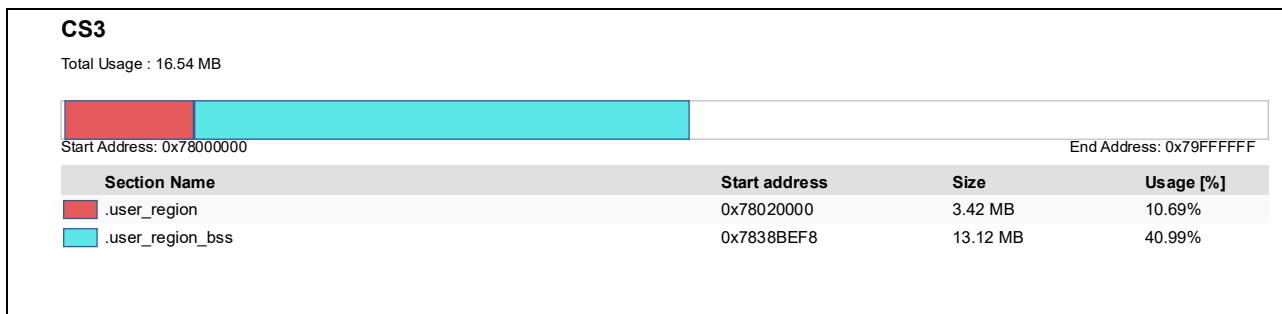 CS3
Total Usage : 16.54 MB
Start Address: 0x78000000 End Address: 0x79FFFFFF
Section Name Start address Size Usage [%]
.user_region 0x78020000 3.42 MB 10.69%
.user_region_bss 0x7838BEF8 13.12 MB 40.99%